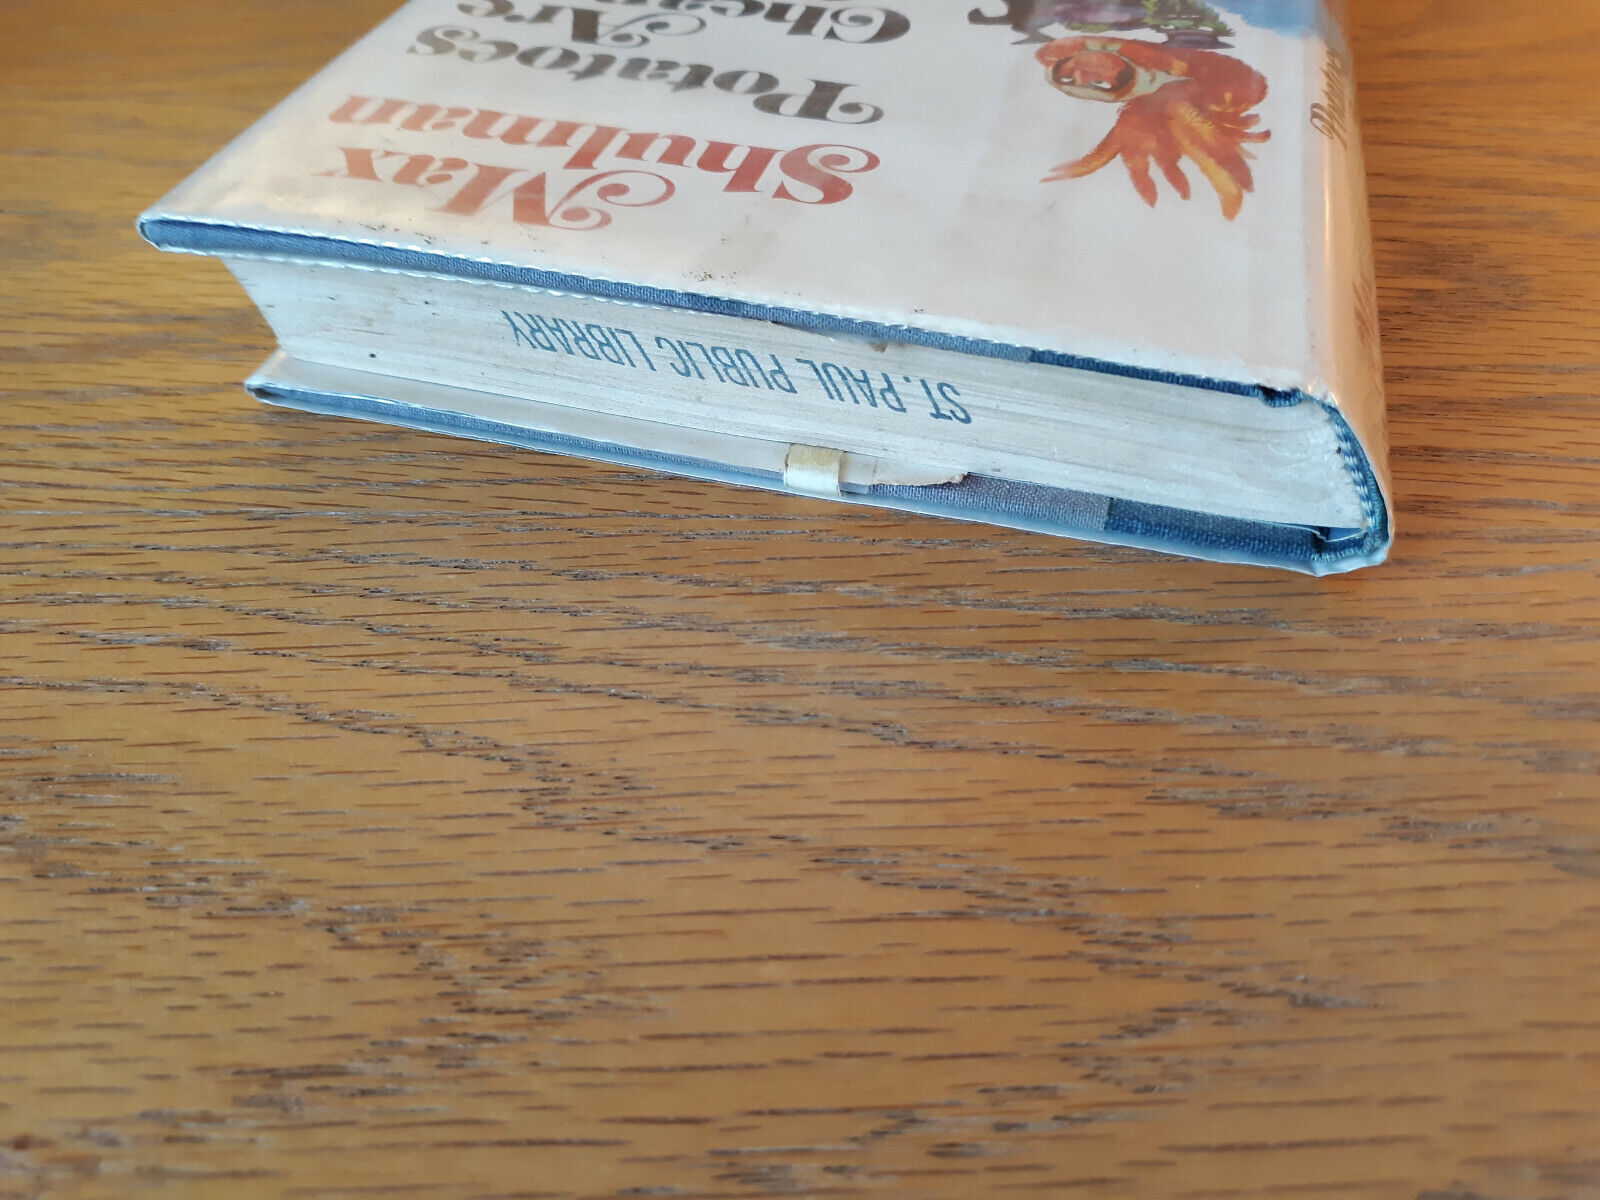 Max
Shulman
Potatoes
Are
ST. PAUL PUBLIC LIBRARY